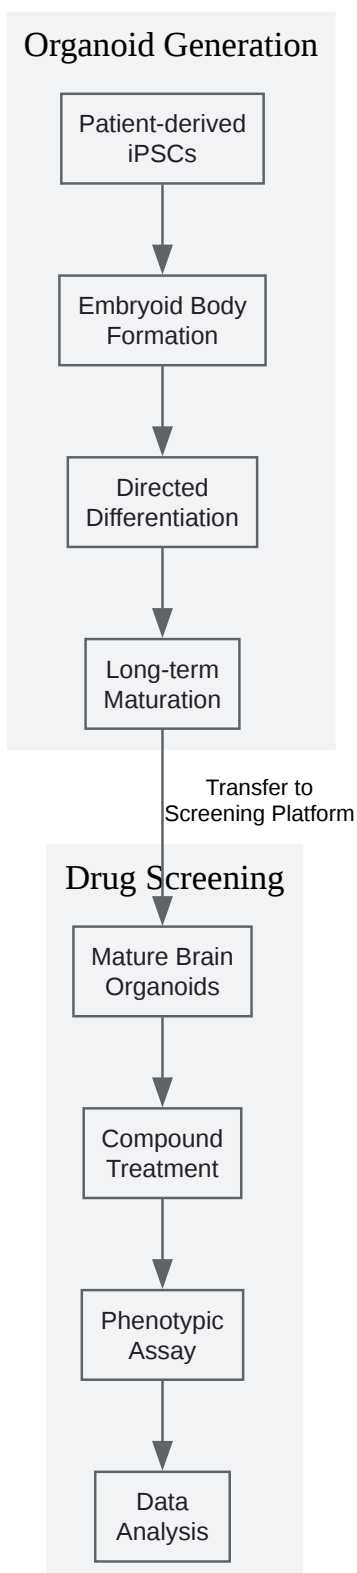 Organoid Generation
Patient-derived
iPSCs
Embryoid Body
Formation
Directed
Differentiation
Long-term
Maturation
Transfer to
Screening Platform
Drug Screening
Mature Brain
Organoids
Compound
Treatment
Phenotypic
Assay
Data
Analysis